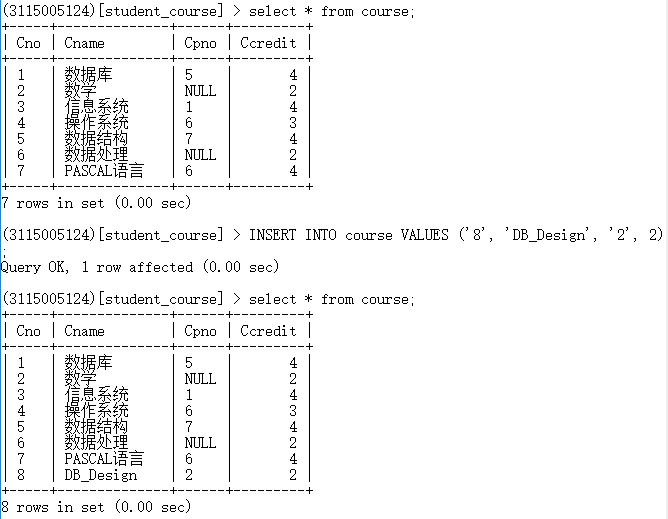 (3115005124)[student_course] > select * from course;
+-----+--------------+------+---------+
| Cno | Cname | Cpno | Ccredit |
+-----+--------------+------+---------+
| 1 | 数据库 | 5 | 4 |
| 2 | 数学 | NULL | 2 |
| 3 | 信息系统 | 1 | 4 |
| 4 | 操作系统 | 6 | 3 |
| 5 | 数据结构 | 7 | 4 |
| 6 | 数据处理 | NULL | 2 |
| 7 | PASCAL语言 | 6 | 4 |
+-----+--------------+------+---------+
7 rows in set (0.00 sec)
(3115005124)[student_course] > INSERT INTO course VALUES ('8', 'DB_Design', '2', 2)
;
Query OK, 1 row affected (0.00 sec)
(3115005124)[student_course] > select * from course;
+-----+--------------+------+---------+
| Cno | Cname | Cpno | Ccredit |
+-----+--------------+------+---------+
| 1 | 数据库 | 5 | 4 |
| 2 | 数学 | NULL | 2 |
| 3 | 信息系统 | 1 | 4 |
| 4 | 操作系统 | 6 | 3 |
| 5 | 数据结构 | 7 | 4 |
| 6 | 数据处理 | NULL | 2 |
| 7 | PASCAL语言 | 6 | 4 |
| 8 | DB_Design | 2 | 2 |
+-----+--------------+------+---------+
8 rows in set (0.00 sec)